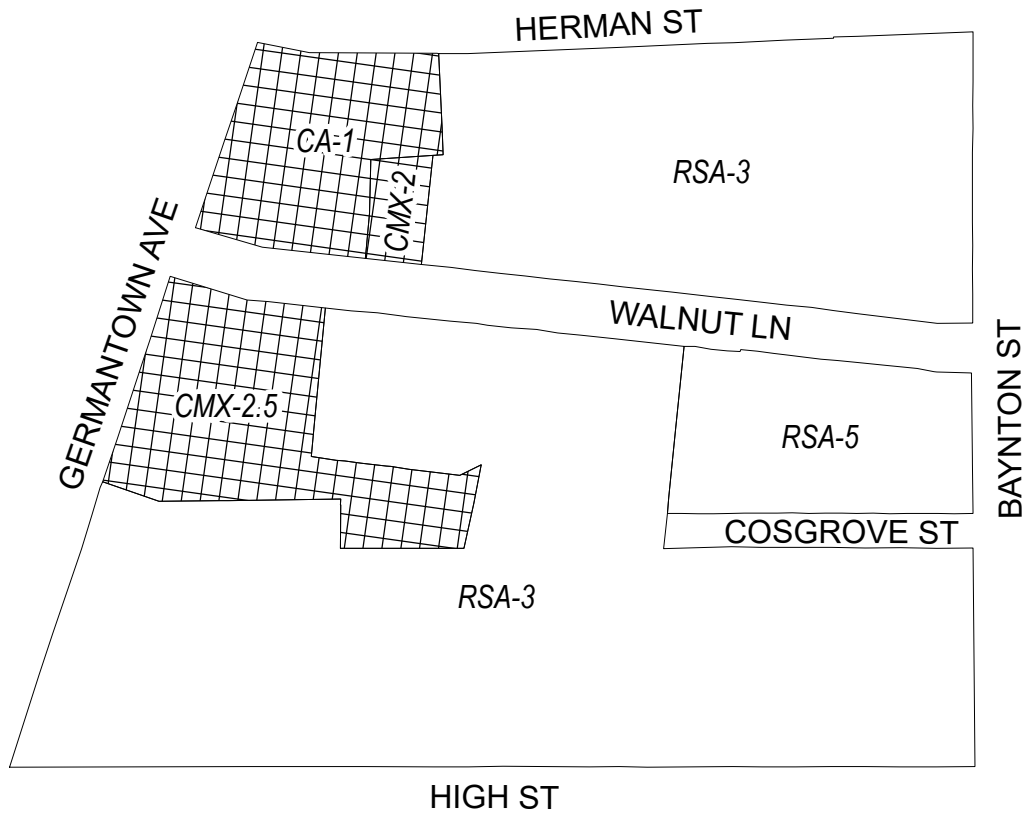 HERMAN ST
CA-1
RSA-3
CMX-2
GERMANTOWN AVE
WALNUT LN
CMX-2.5
RSA-5
BAYNTON ST
COSGROVE ST
RSA-3
HIGH ST